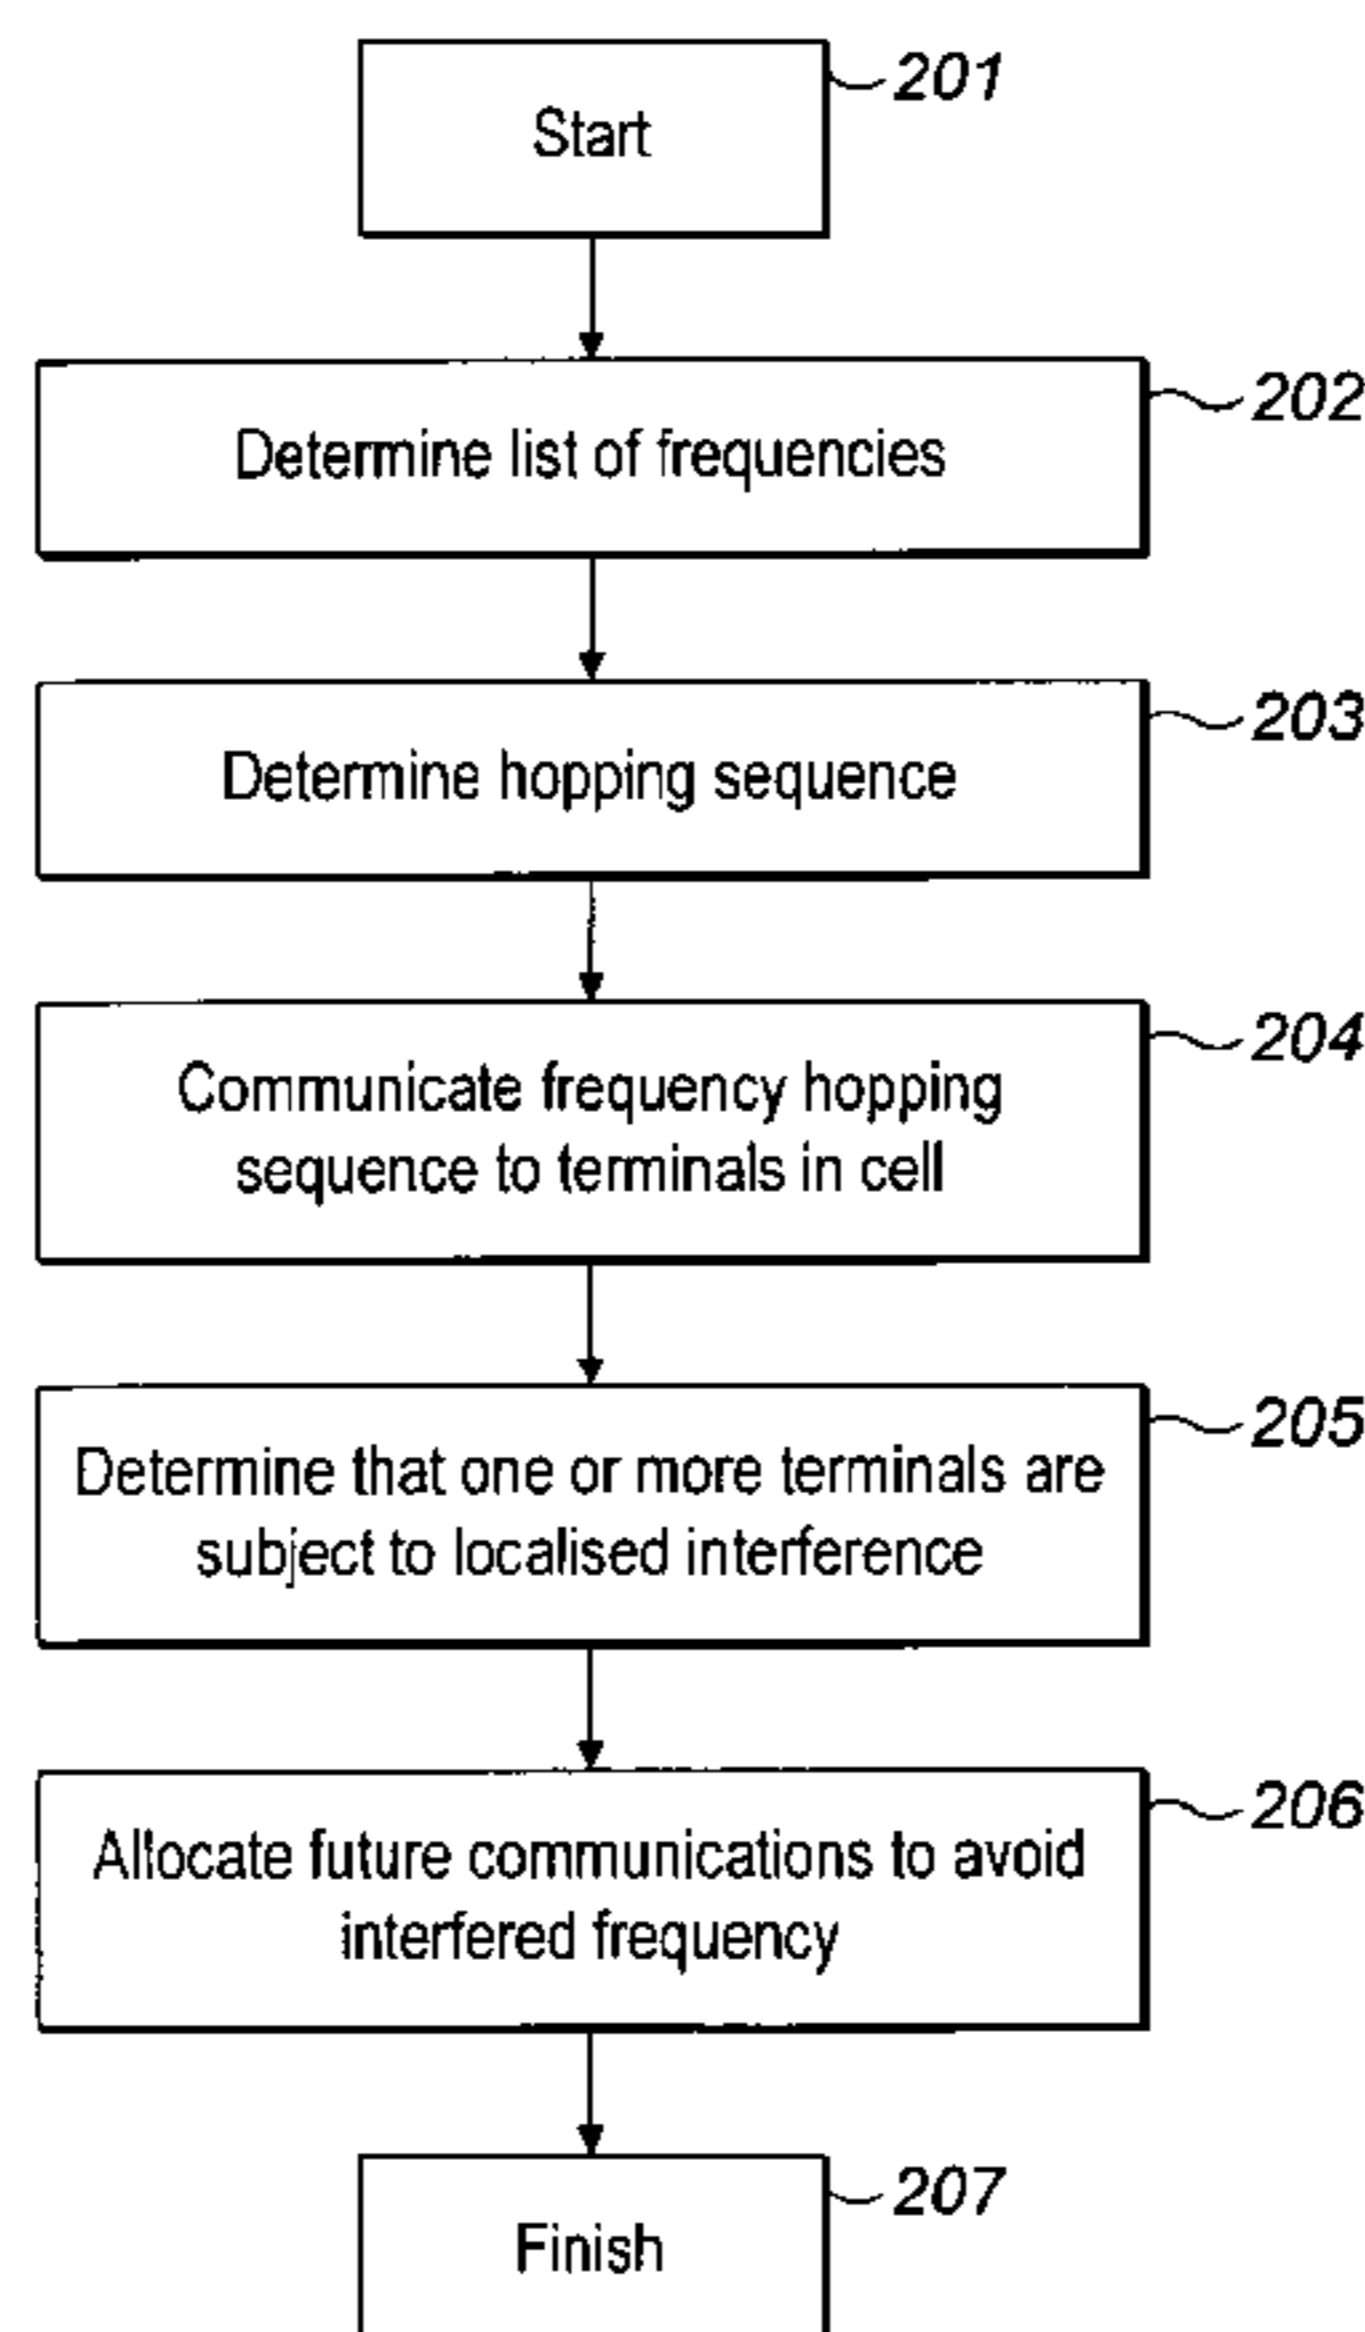 Start
201
Determine list of frequencies
202
Determine hopping sequence
203
Communicate frequency hopping
sequence to terminals in cell
204
Determine that one or more terminals are
subject to localised interference
205
Allocate future communications to avoid
interfered frequency
206
Finish
207